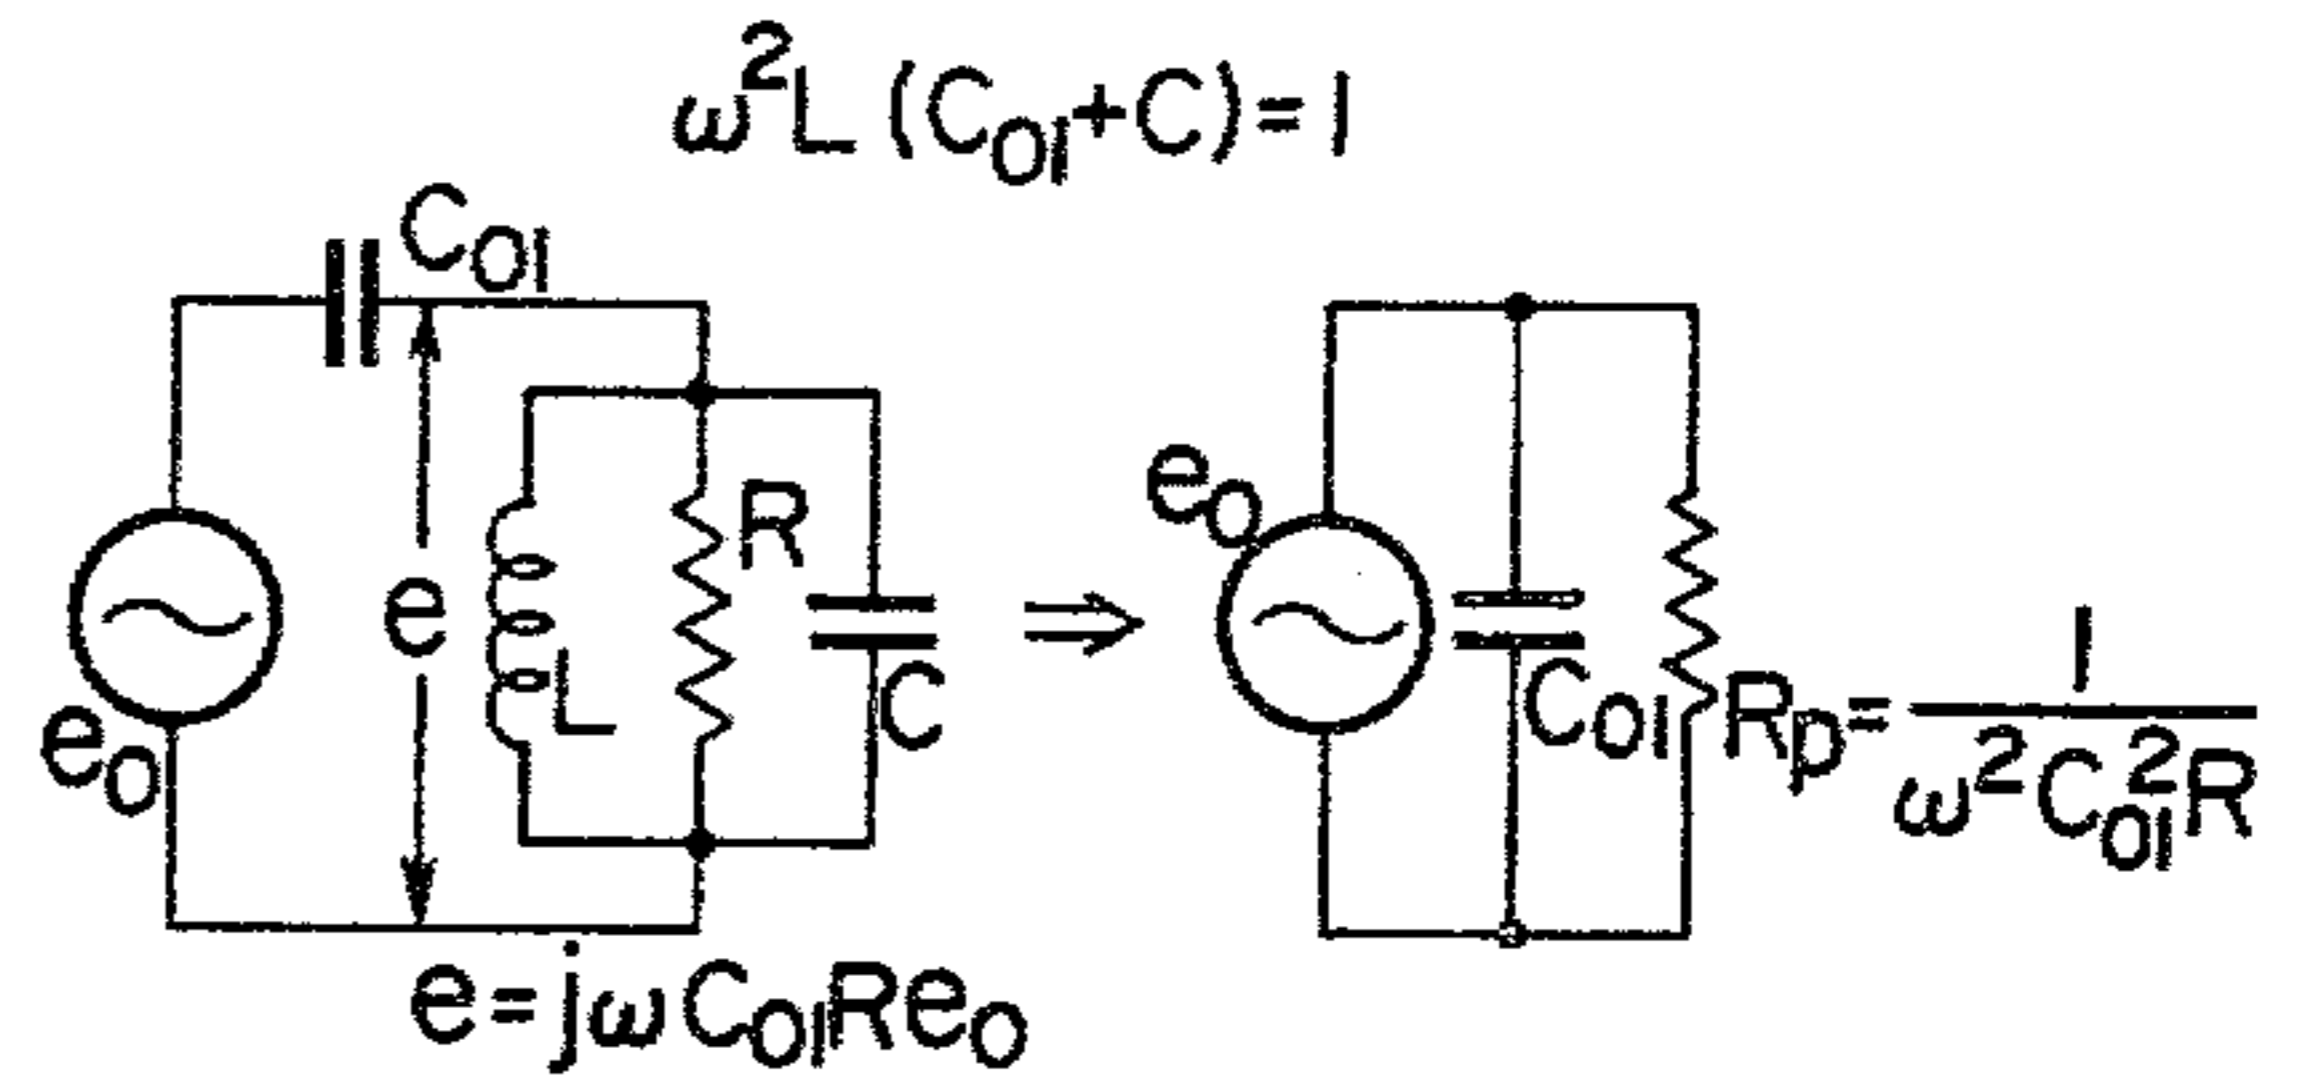 ω²L(C₀₁+C)=1
C₀₁
e₀
e
L
R
C
e=jωC₀₁Re₀
⇒
e₀
C₀₁
Rp=1/ω²C₀₁²R